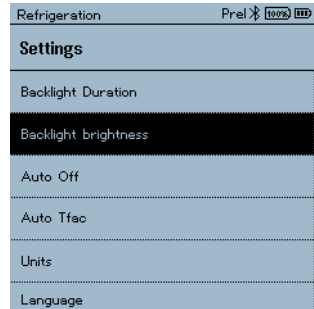 Refrigeration Prel 100%
Settings
Backlight Duration
Backlight brightness
Auto Off
Auto Tfac
Units
Language